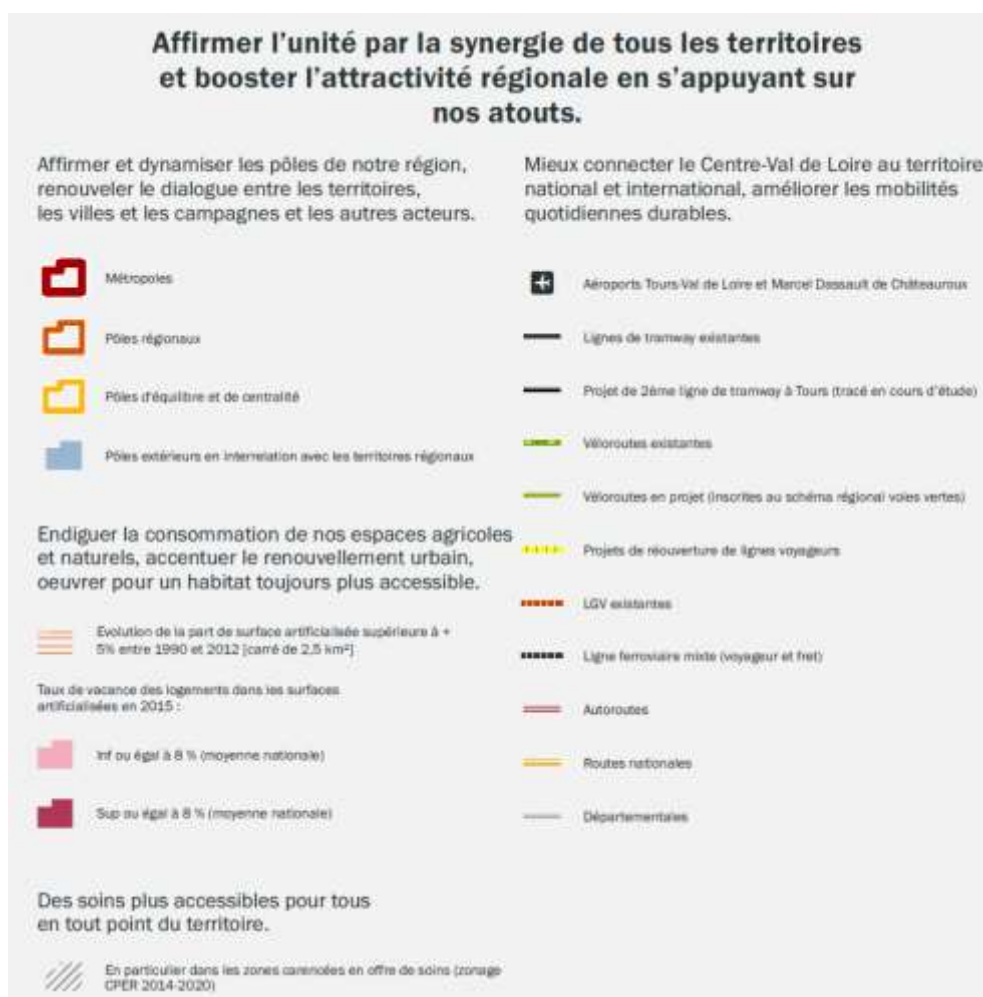 Affirmer l'unité par la synergie de tous les territoires
et booster l'attractivité régionale en s'appuyant sur
nos atouts.
Affirmer et dynamiser les pôles de notre région,
renouveler le dialogue entre les territoires,
les villes et les campagnes et les autres acteurs.
Métropoles
Pôles régionaux
Pôles d'équilibre et de centralité
Pôles extérieurs en interrelation avec les territoires régionaux
Endiguer la consommation de nos espaces agricoles
et naturels, accentuer le renouvellement urbain,
oeuvrer pour un habitat toujours plus accessible.
Evolution de la part de surface artificialisée supérieure à +
5% entre 1990 et 2012 [carré de 2,5 km²]
Taux de vacance des logements dans les surfaces
artificialisées en 2015 :
Inf ou égal à 8 % (moyenne nationale)
Sup ou égal à 8 % (moyenne nationale)
Des soins plus accessibles pour tous
en tout point du territoire.
En particulier dans les zones carencées en offre de soins (zonage
CPER 2014-2020)
Mieux connecter le Centre-Val de Loire au territoire
national et international, améliorer les mobilités
quotidiennes durables.
Aéroports Tours-Val de Loire et Marcel Dassault de Châteauroux
Lignes de tramway existantes
Projet de 2ème ligne de tramway à Tours (tracé en cours d'étude)
Véloroutes existantes
Véloroutes en projet (inscrites au schéma régional voies vertes)
Projets de réouverture de lignes voyageurs
LGV existantes
Ligne ferroviaire mixte (voyageur et fret)
Autoroutes
Routes nationales
Départementales